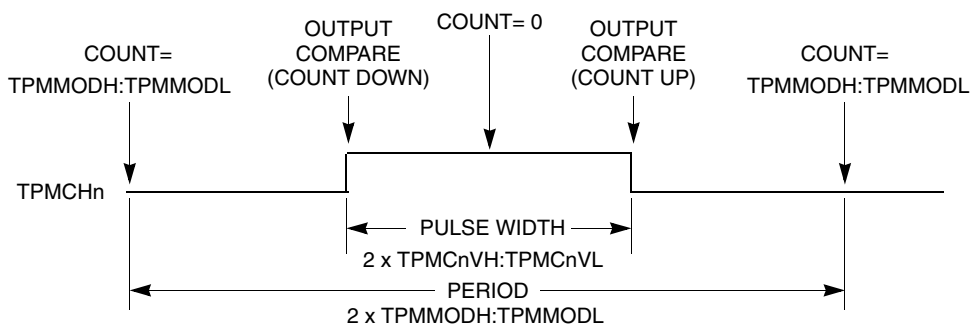 COUNT=
TPMMODH:TPMMODL
OUTPUT
COMPARE
(COUNT DOWN)
COUNT= 0
OUTPUT
COMPARE
(COUNT UP)
COUNT=
TPMMODH:TPMMODL
TPMCHn
PULSE WIDTH
2 x TPMCnVH:TPMCnVL
PERIOD
2 x TPMMODH:TPMMODL